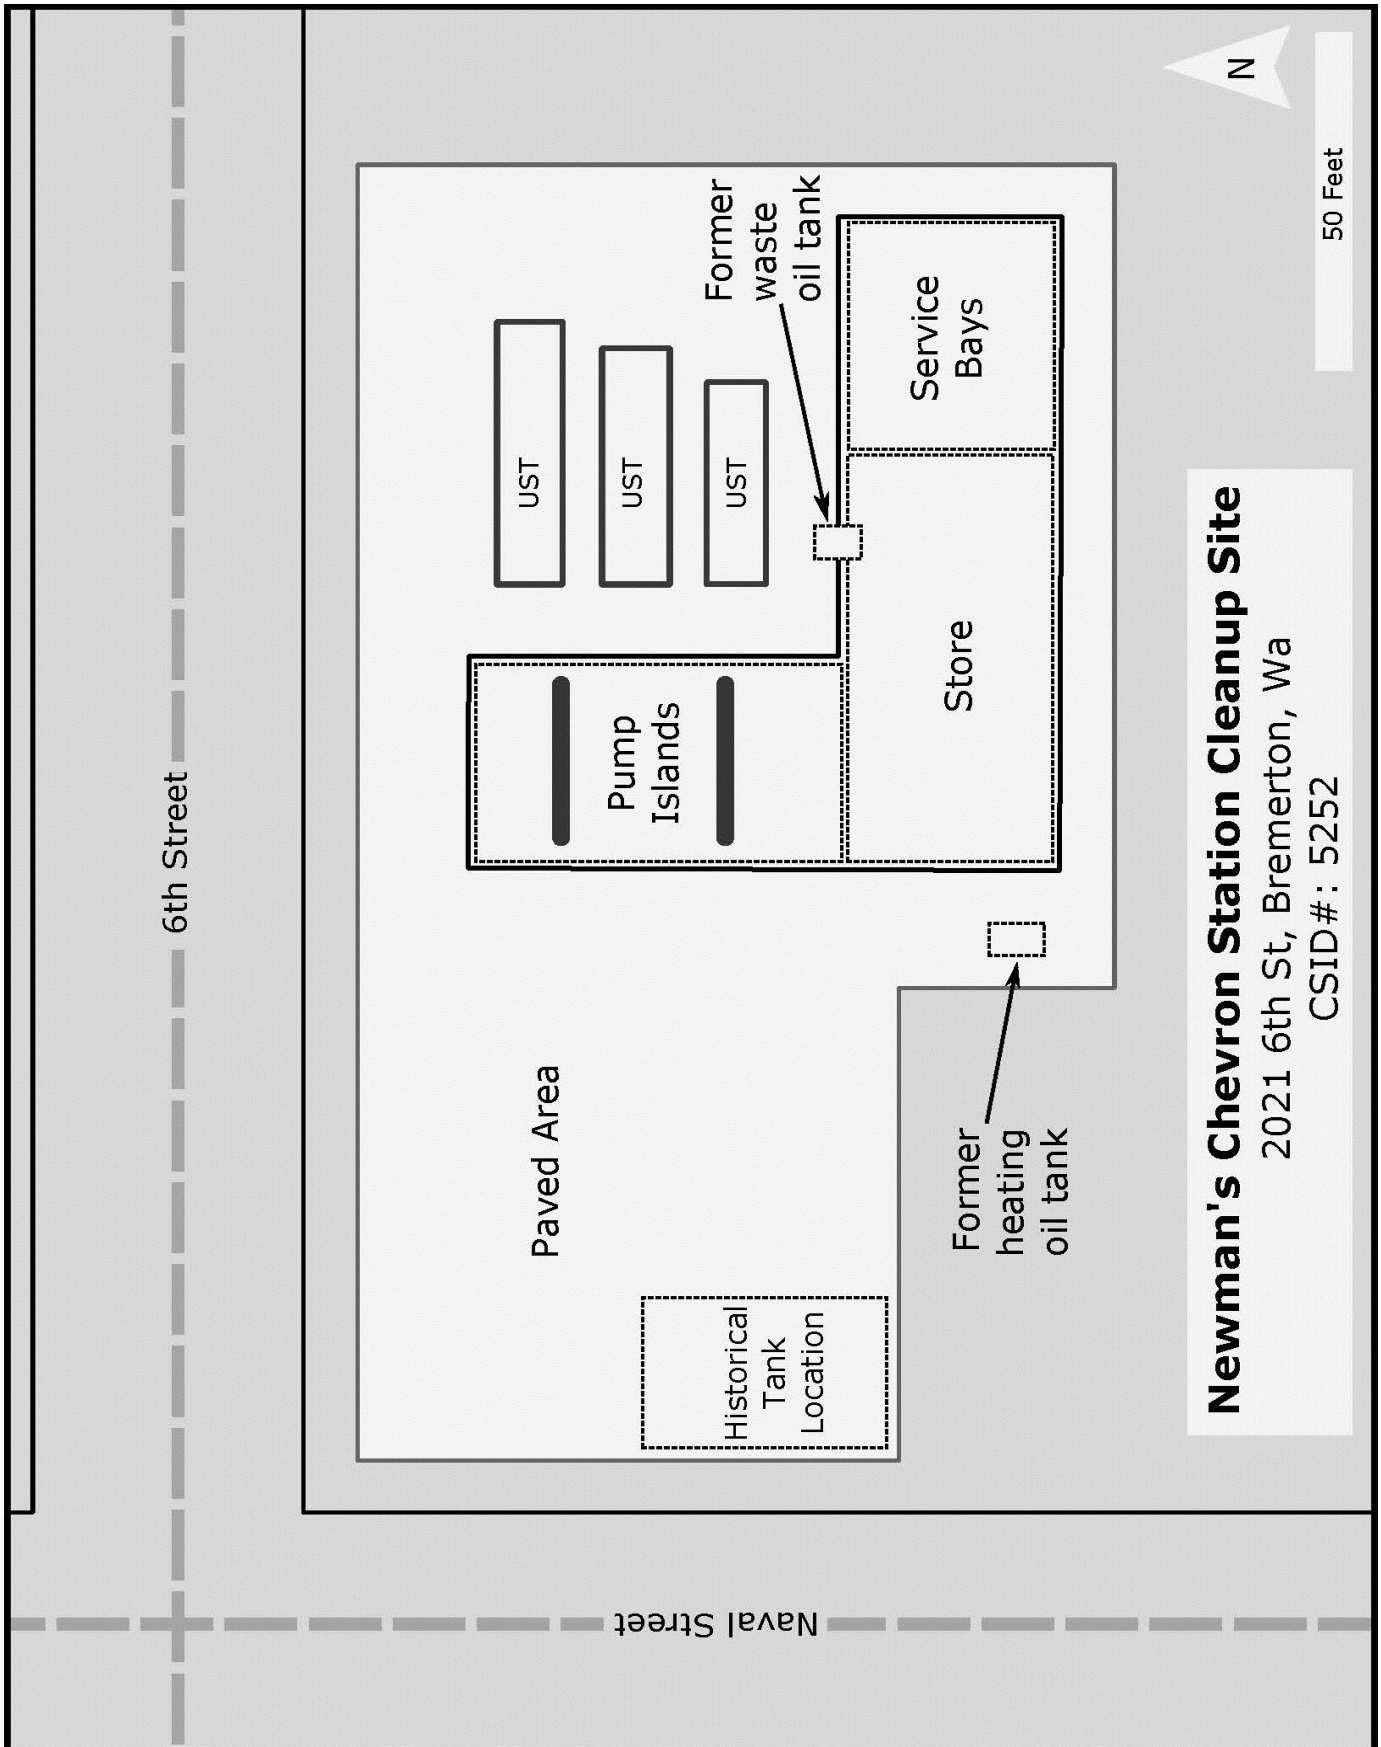 6th Street
Naval Street
Former
waste
oil tank
UST
UST
UST
Service
Bays
Pump
Islands
Store
Paved Area
Historical
Tank
Location
Former
heating
oil tank
N
50 Feet
Newman's Chevron Station Cleanup Site
2021 6th St, Bremerton, Wa
CSID#: 5252